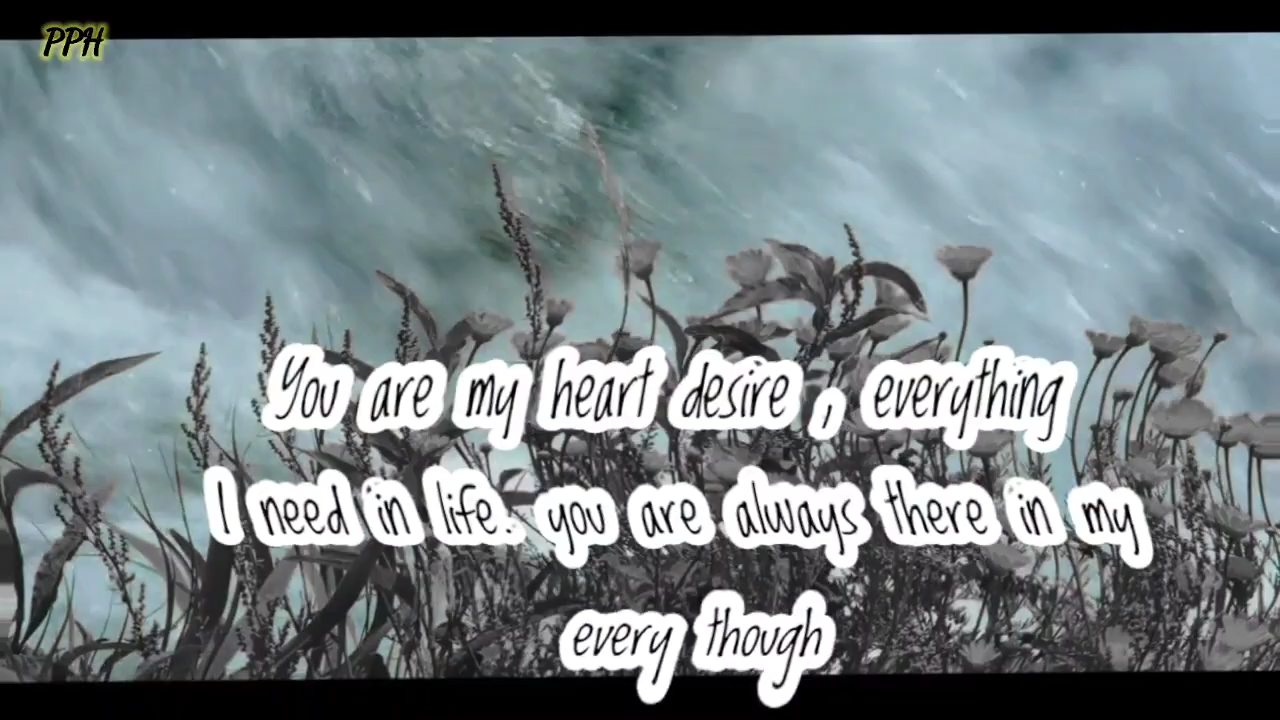 PPH
You are my heart desire , everything
I need in life. you are always there in my
every though